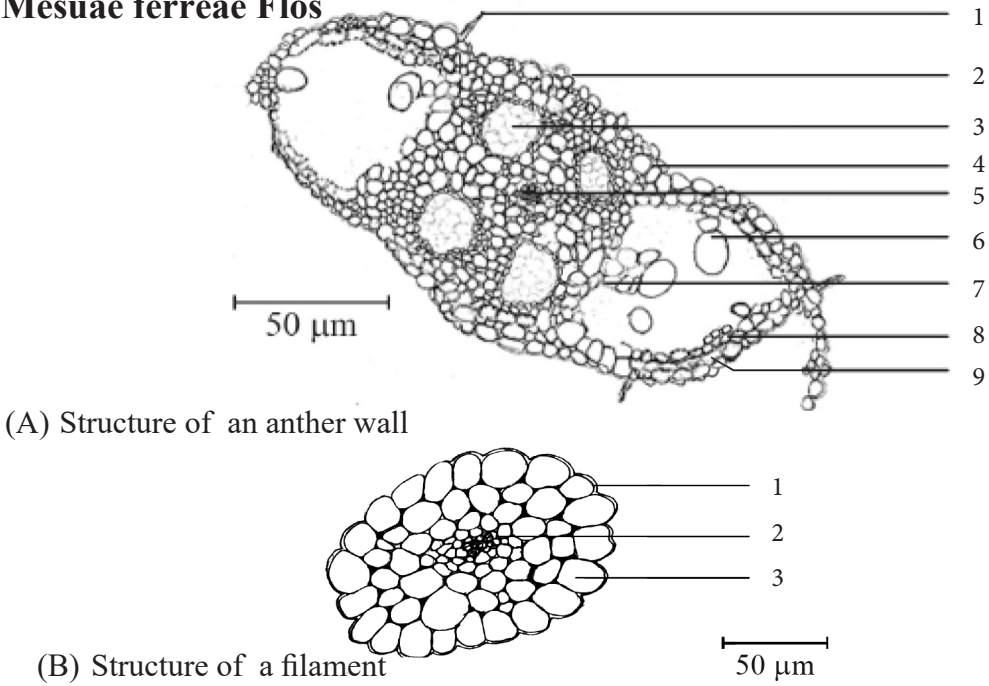 Mesuae ferreae Flos
1
2
3
4
5
6
7
8
9
50 μm
(A) Structure of an anther wall
1
2
3
50 μm
(B) Structure of a filament